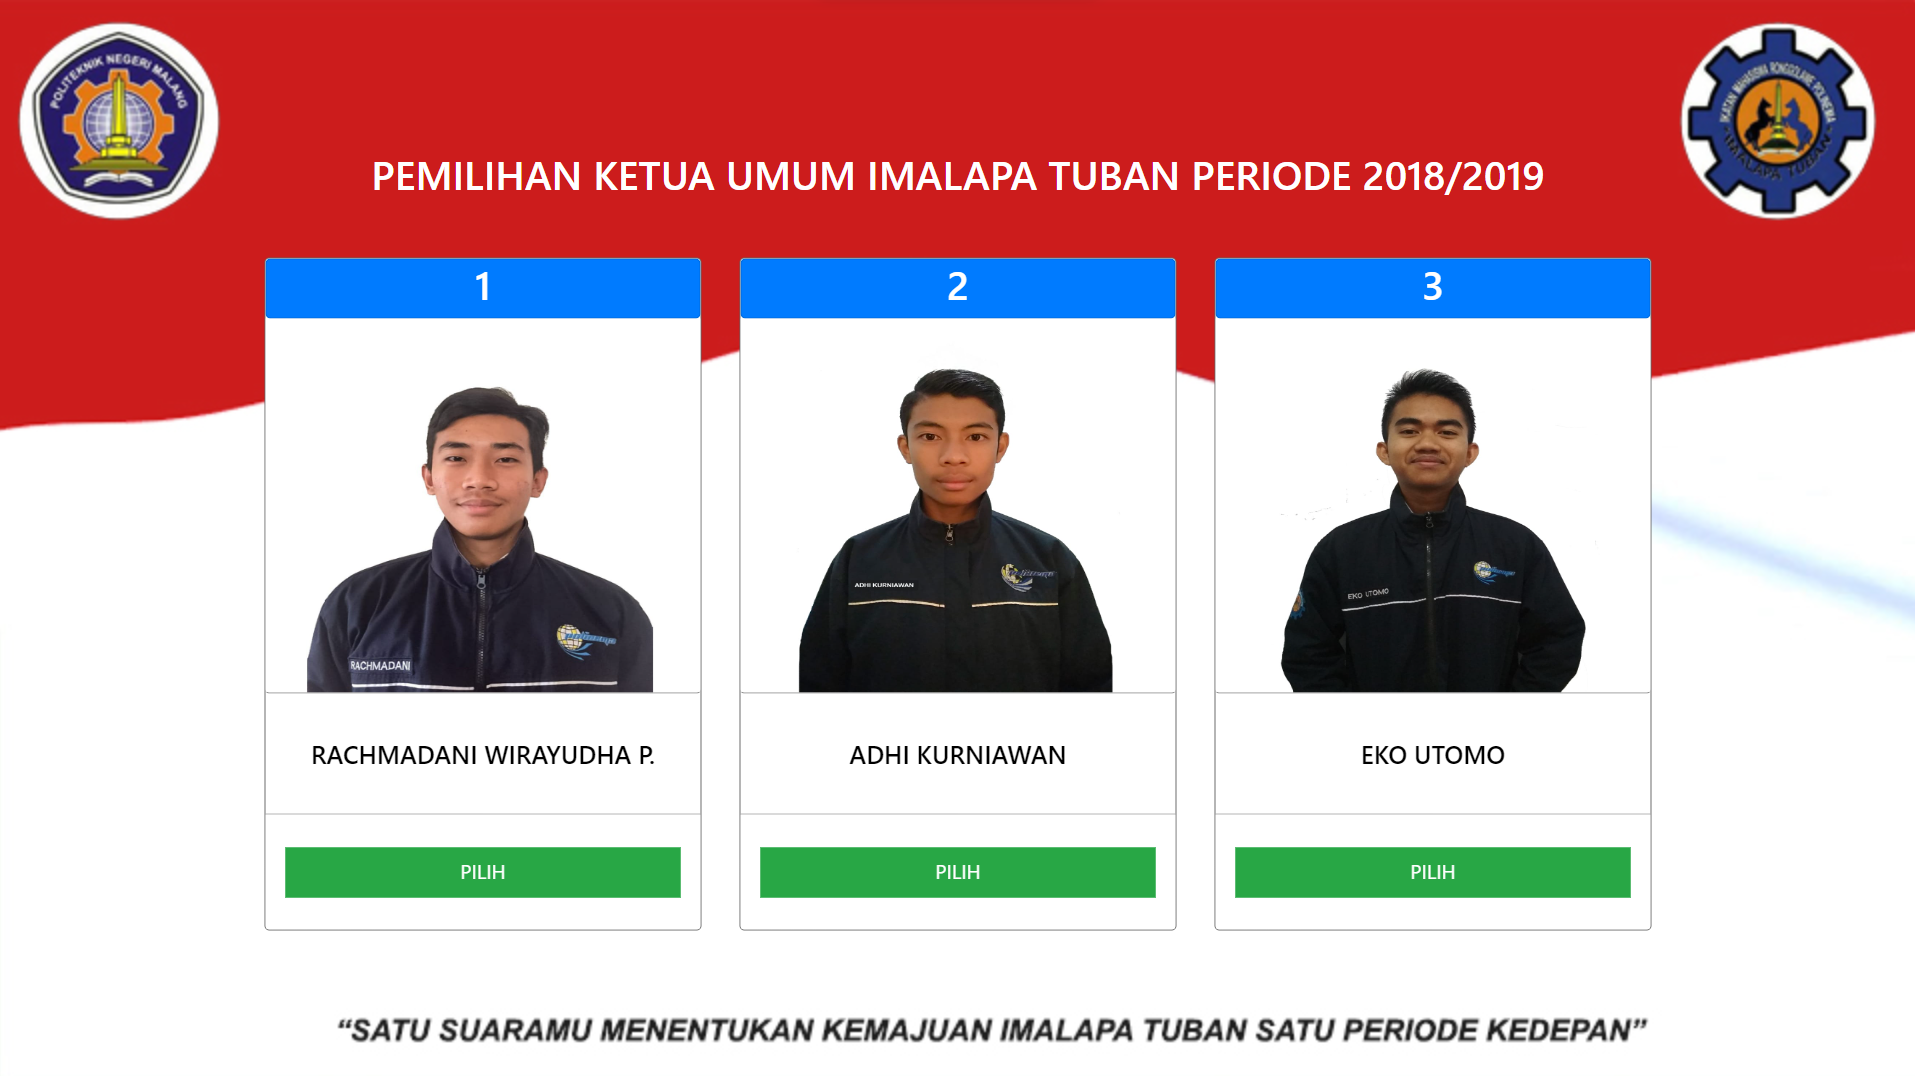 POLITEKNIK NEGERI MALANG
IKATAN MAHASISWA RONGGOLAWE POLINEMA
IMALAPA TUBAN
PEMILIHAN KETUA UMUM IMALAPA TUBAN PERIODE 2018/2019
1
2
3
RACHMADANI
ADHI KURNIAWAN
EKO UTOMO
RACHMADANI WIRAYUDHA P.
ADHI KURNIAWAN
EKO UTOMO
PILIH
PILIH
PILIH
“SATU SUARAMU MENENTUKAN KEMAJUAN IMALAPA TUBAN SATU PERIODE KEDEPAN”